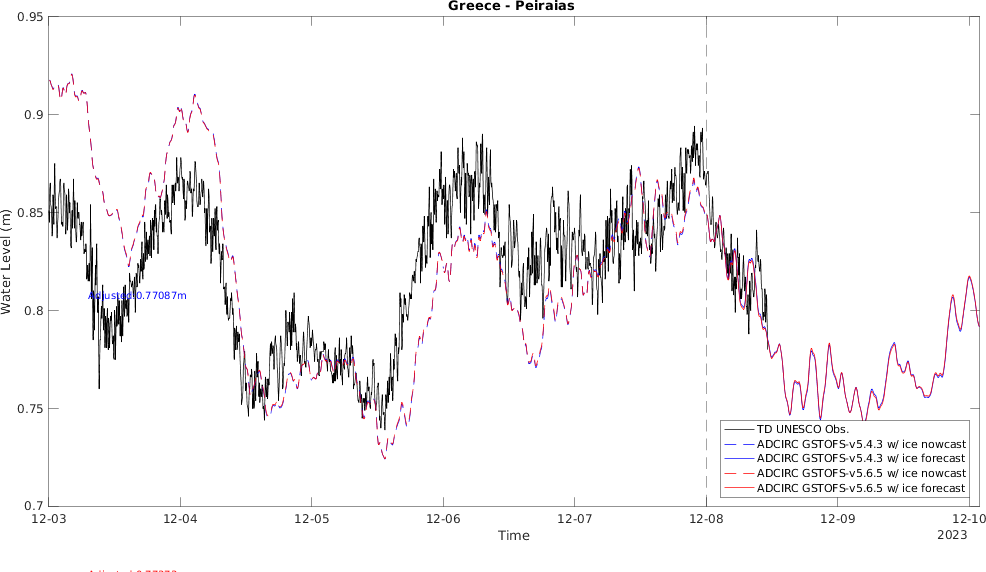 Greece - Peiraias
0.95
0.9
0.85
0.8
0.75
0.7
Water Level (m)
Adjusted:0.77087m
TD UNESCO Obs.
ADCIRC GSTOFS-v5.4.3 w/ ice nowcast
ADCIRC GSTOFS-v5.4.3 w/ ice forecast
ADCIRC GSTOFS-v5.6.5 w/ ice nowcast
ADCIRC GSTOFS-v5.6.5 w/ ice forecast
12-03 12-04 12-05 12-06 12-07 12-08 12-09 12-10
Time
2023